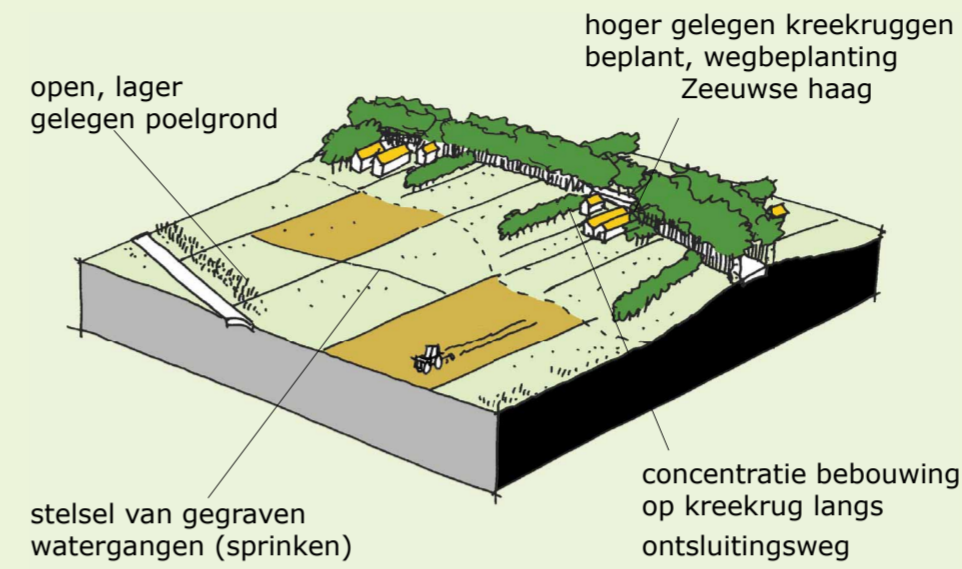 hoger gelegen kreekruggen
beplant, wegbeplanting
Zeeuwse haag
open, lager
gelegen poelgrond
stelsel van gegraven
watergangen (sprinken)
concentratie bebouwing
op kreekrug langs
ontsluitingsweg